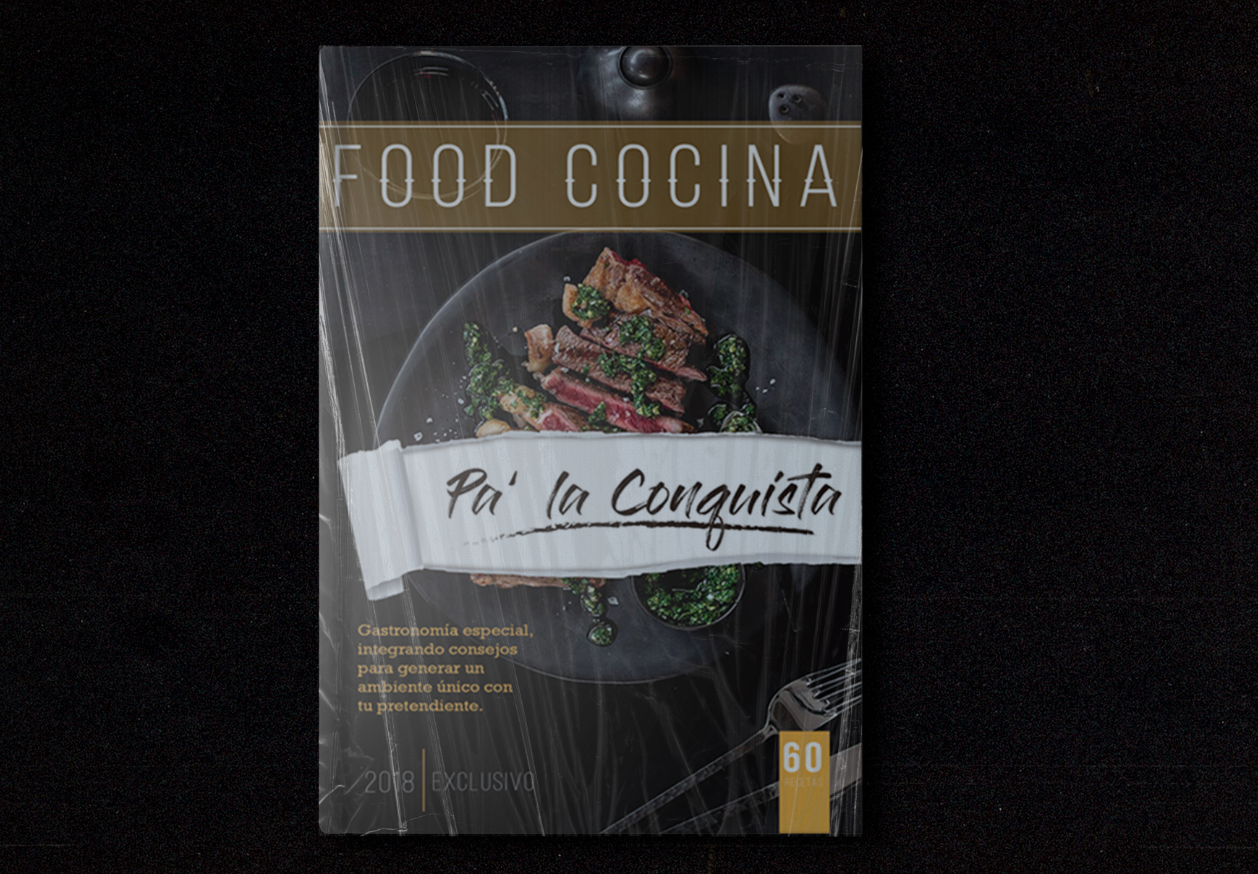 FOOD COCINA
Pa' la Conquista
Gastronomía especial,
integrando consejos
para generar un
ambiente único con
tu pretendiente.
2018 | EXCLUSIVO
60
RECETAS